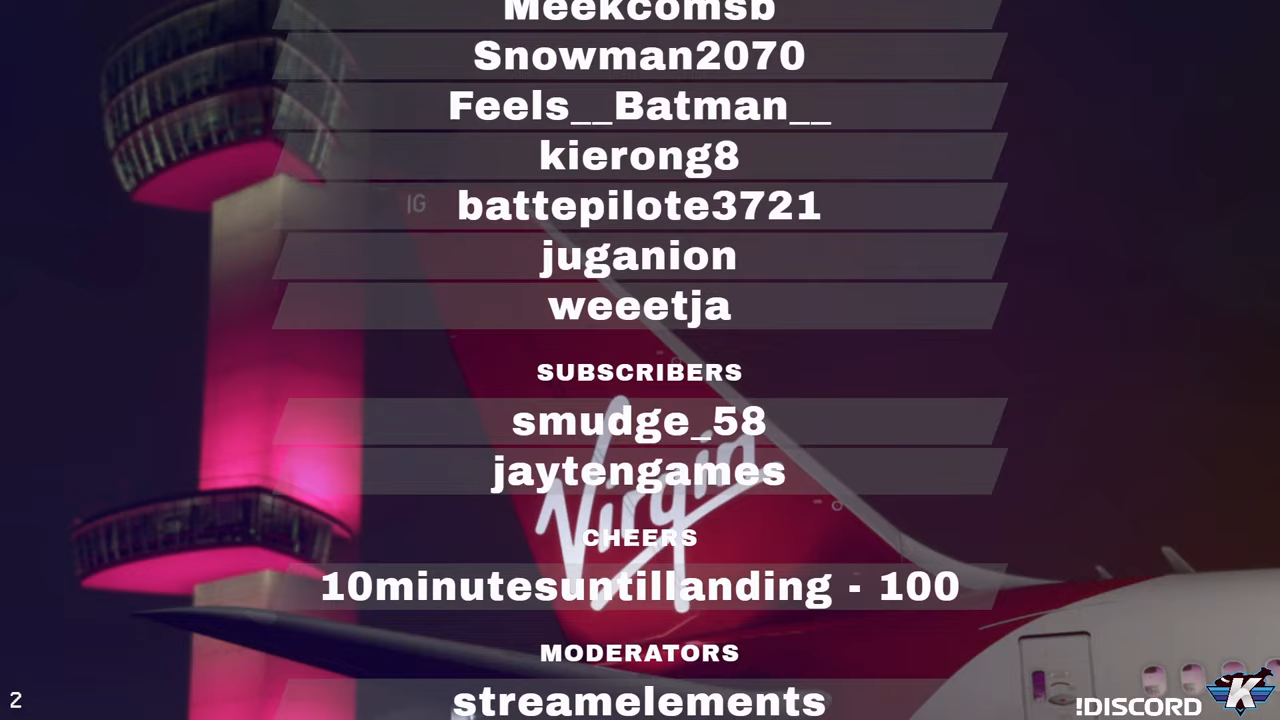 Meekcomsb
Snowman2070
Feels__Batman__
kierong8
IG
battepilote3721
juganion
weeetja
SUBSCRIBERS
smudge_58
jaytengames
Virgin
CHEERS
10minutesuntillanding - 100
MODERATORS
streamelements
2
!DISCORD
K